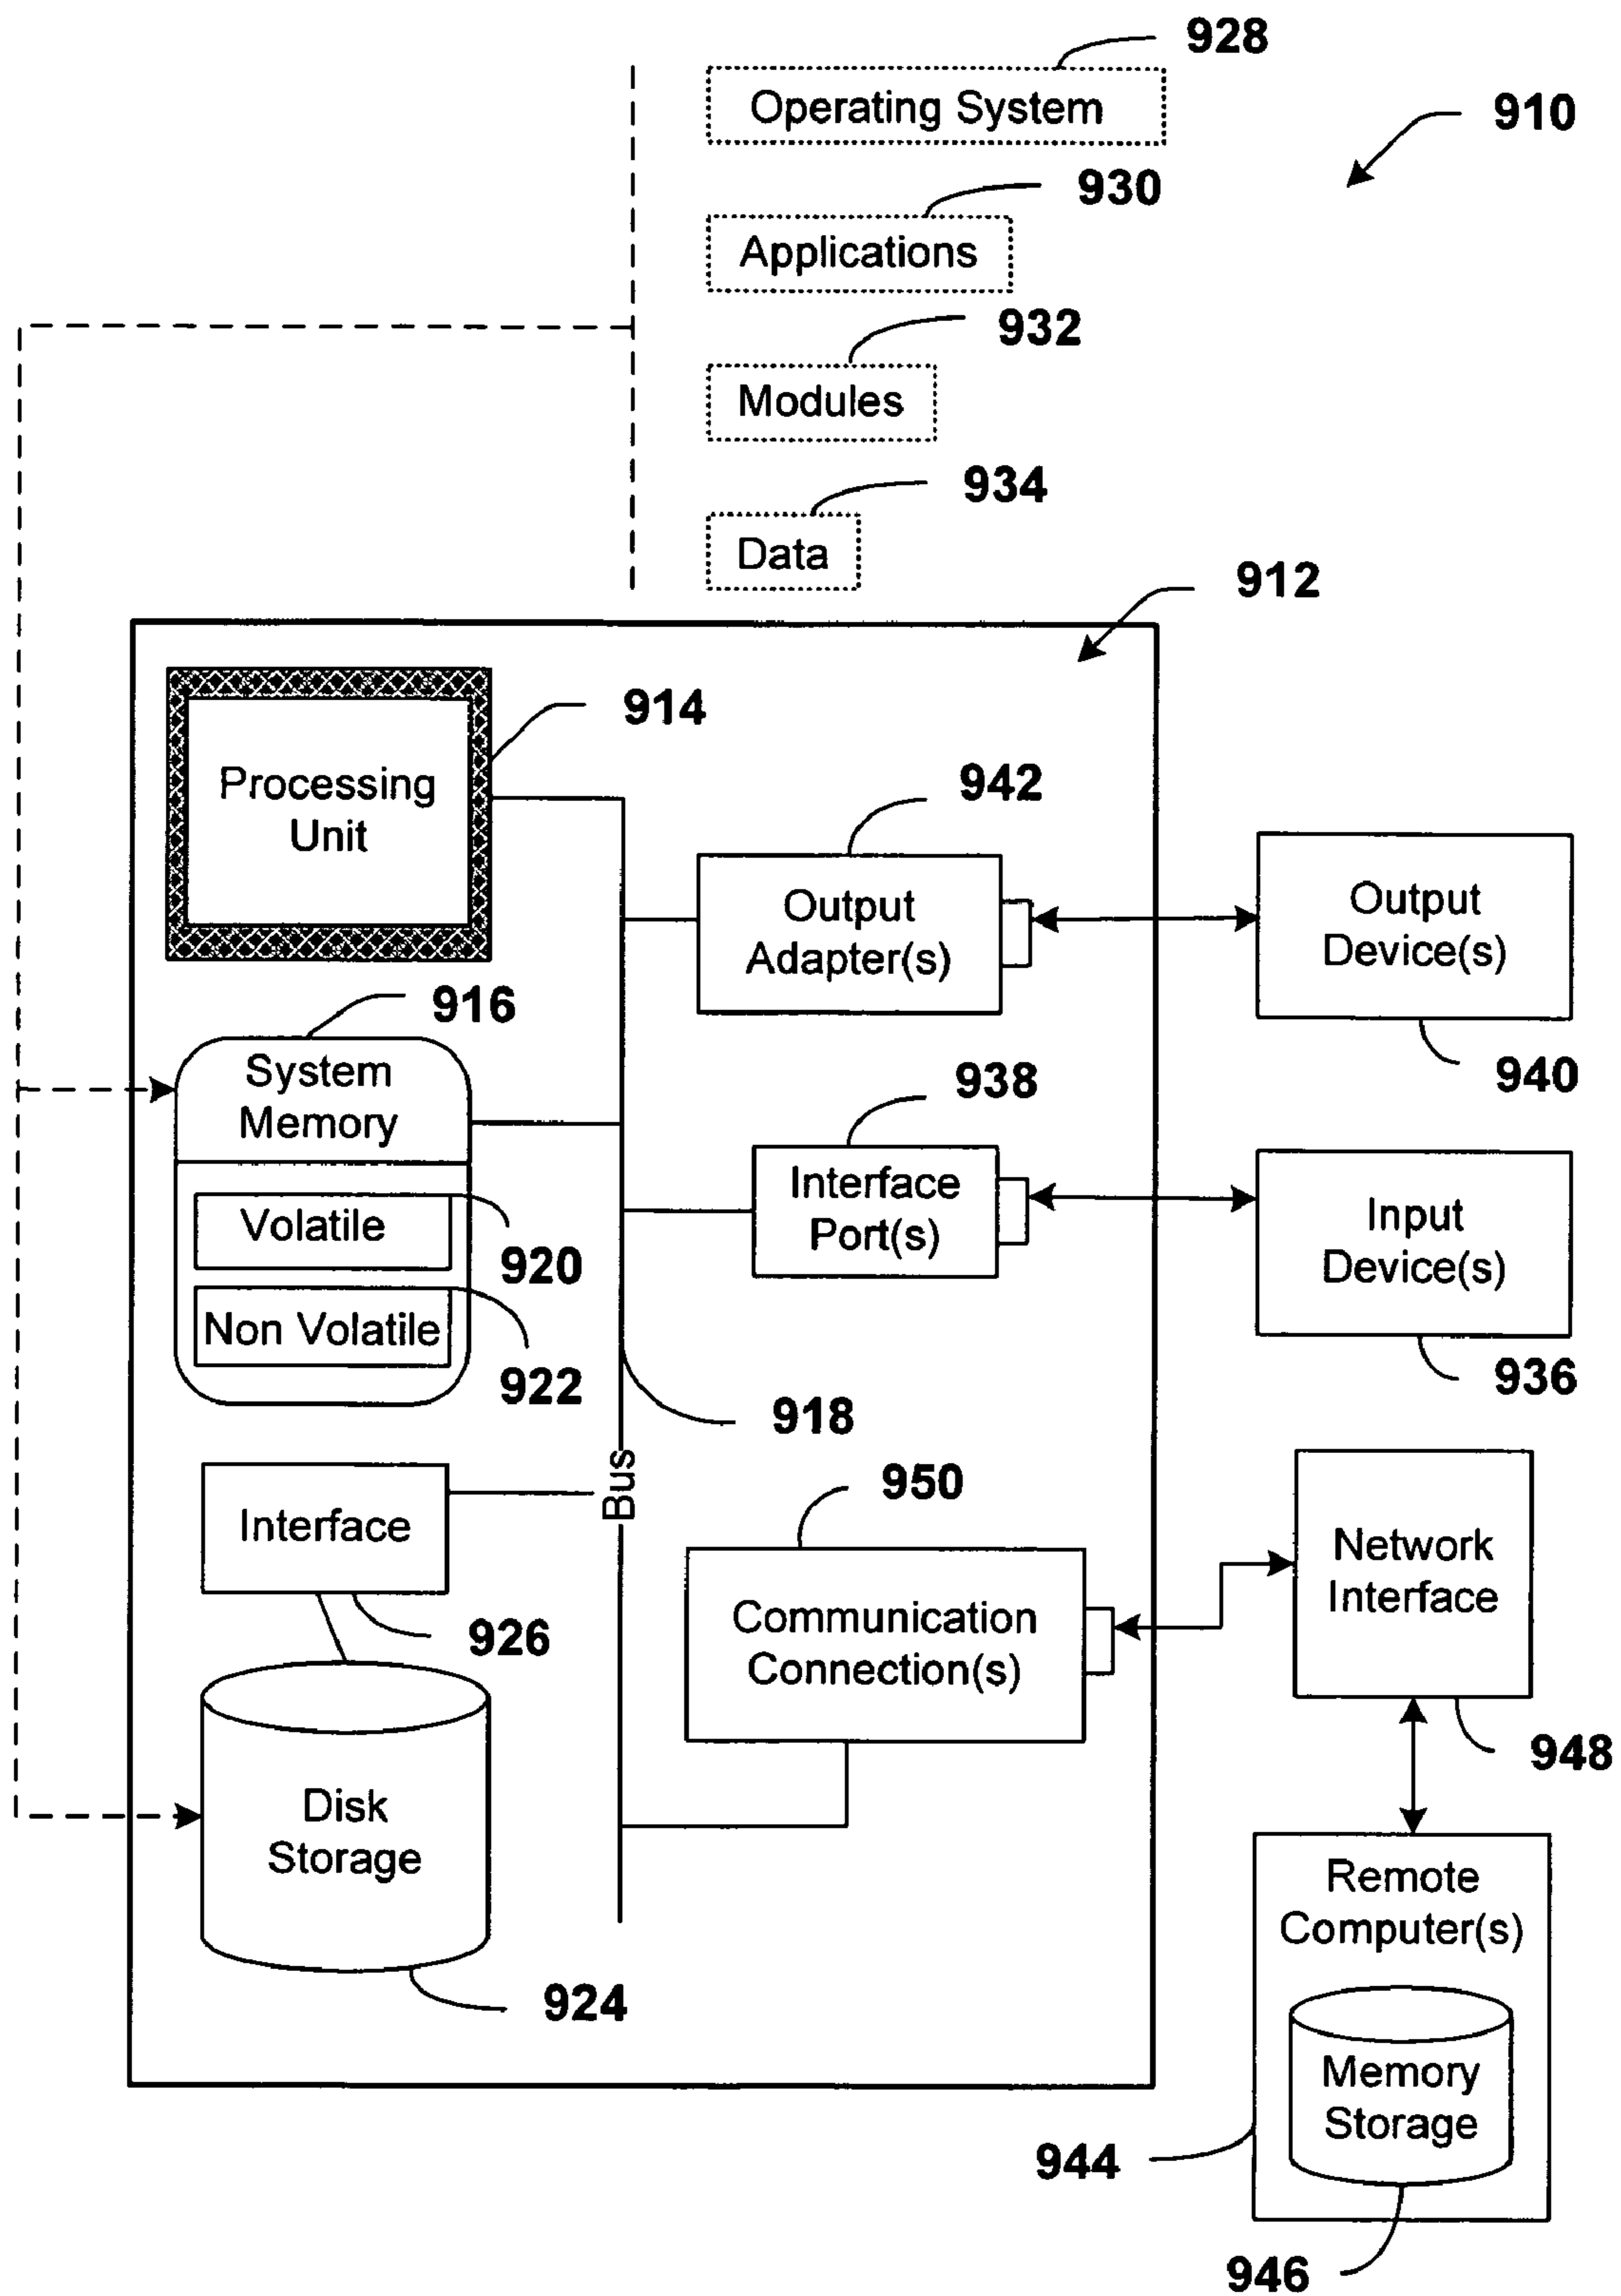 928
Operating System
910
930
Applications
932
Modules
934
Data
912
914
Processing
Unit
942
Output
Adapter(s)
Output
Device(s)
940
916
System
Memory
938
Interface
Port(s)
Input
Device(s)
936
Volatile
920
Non Volatile
922
918
Bus
950
Interface
926
Communication
Connection(s)
Network
Interface
948
Disk
Storage
924
Remote
Computer(s)
Memory
Storage
944
946